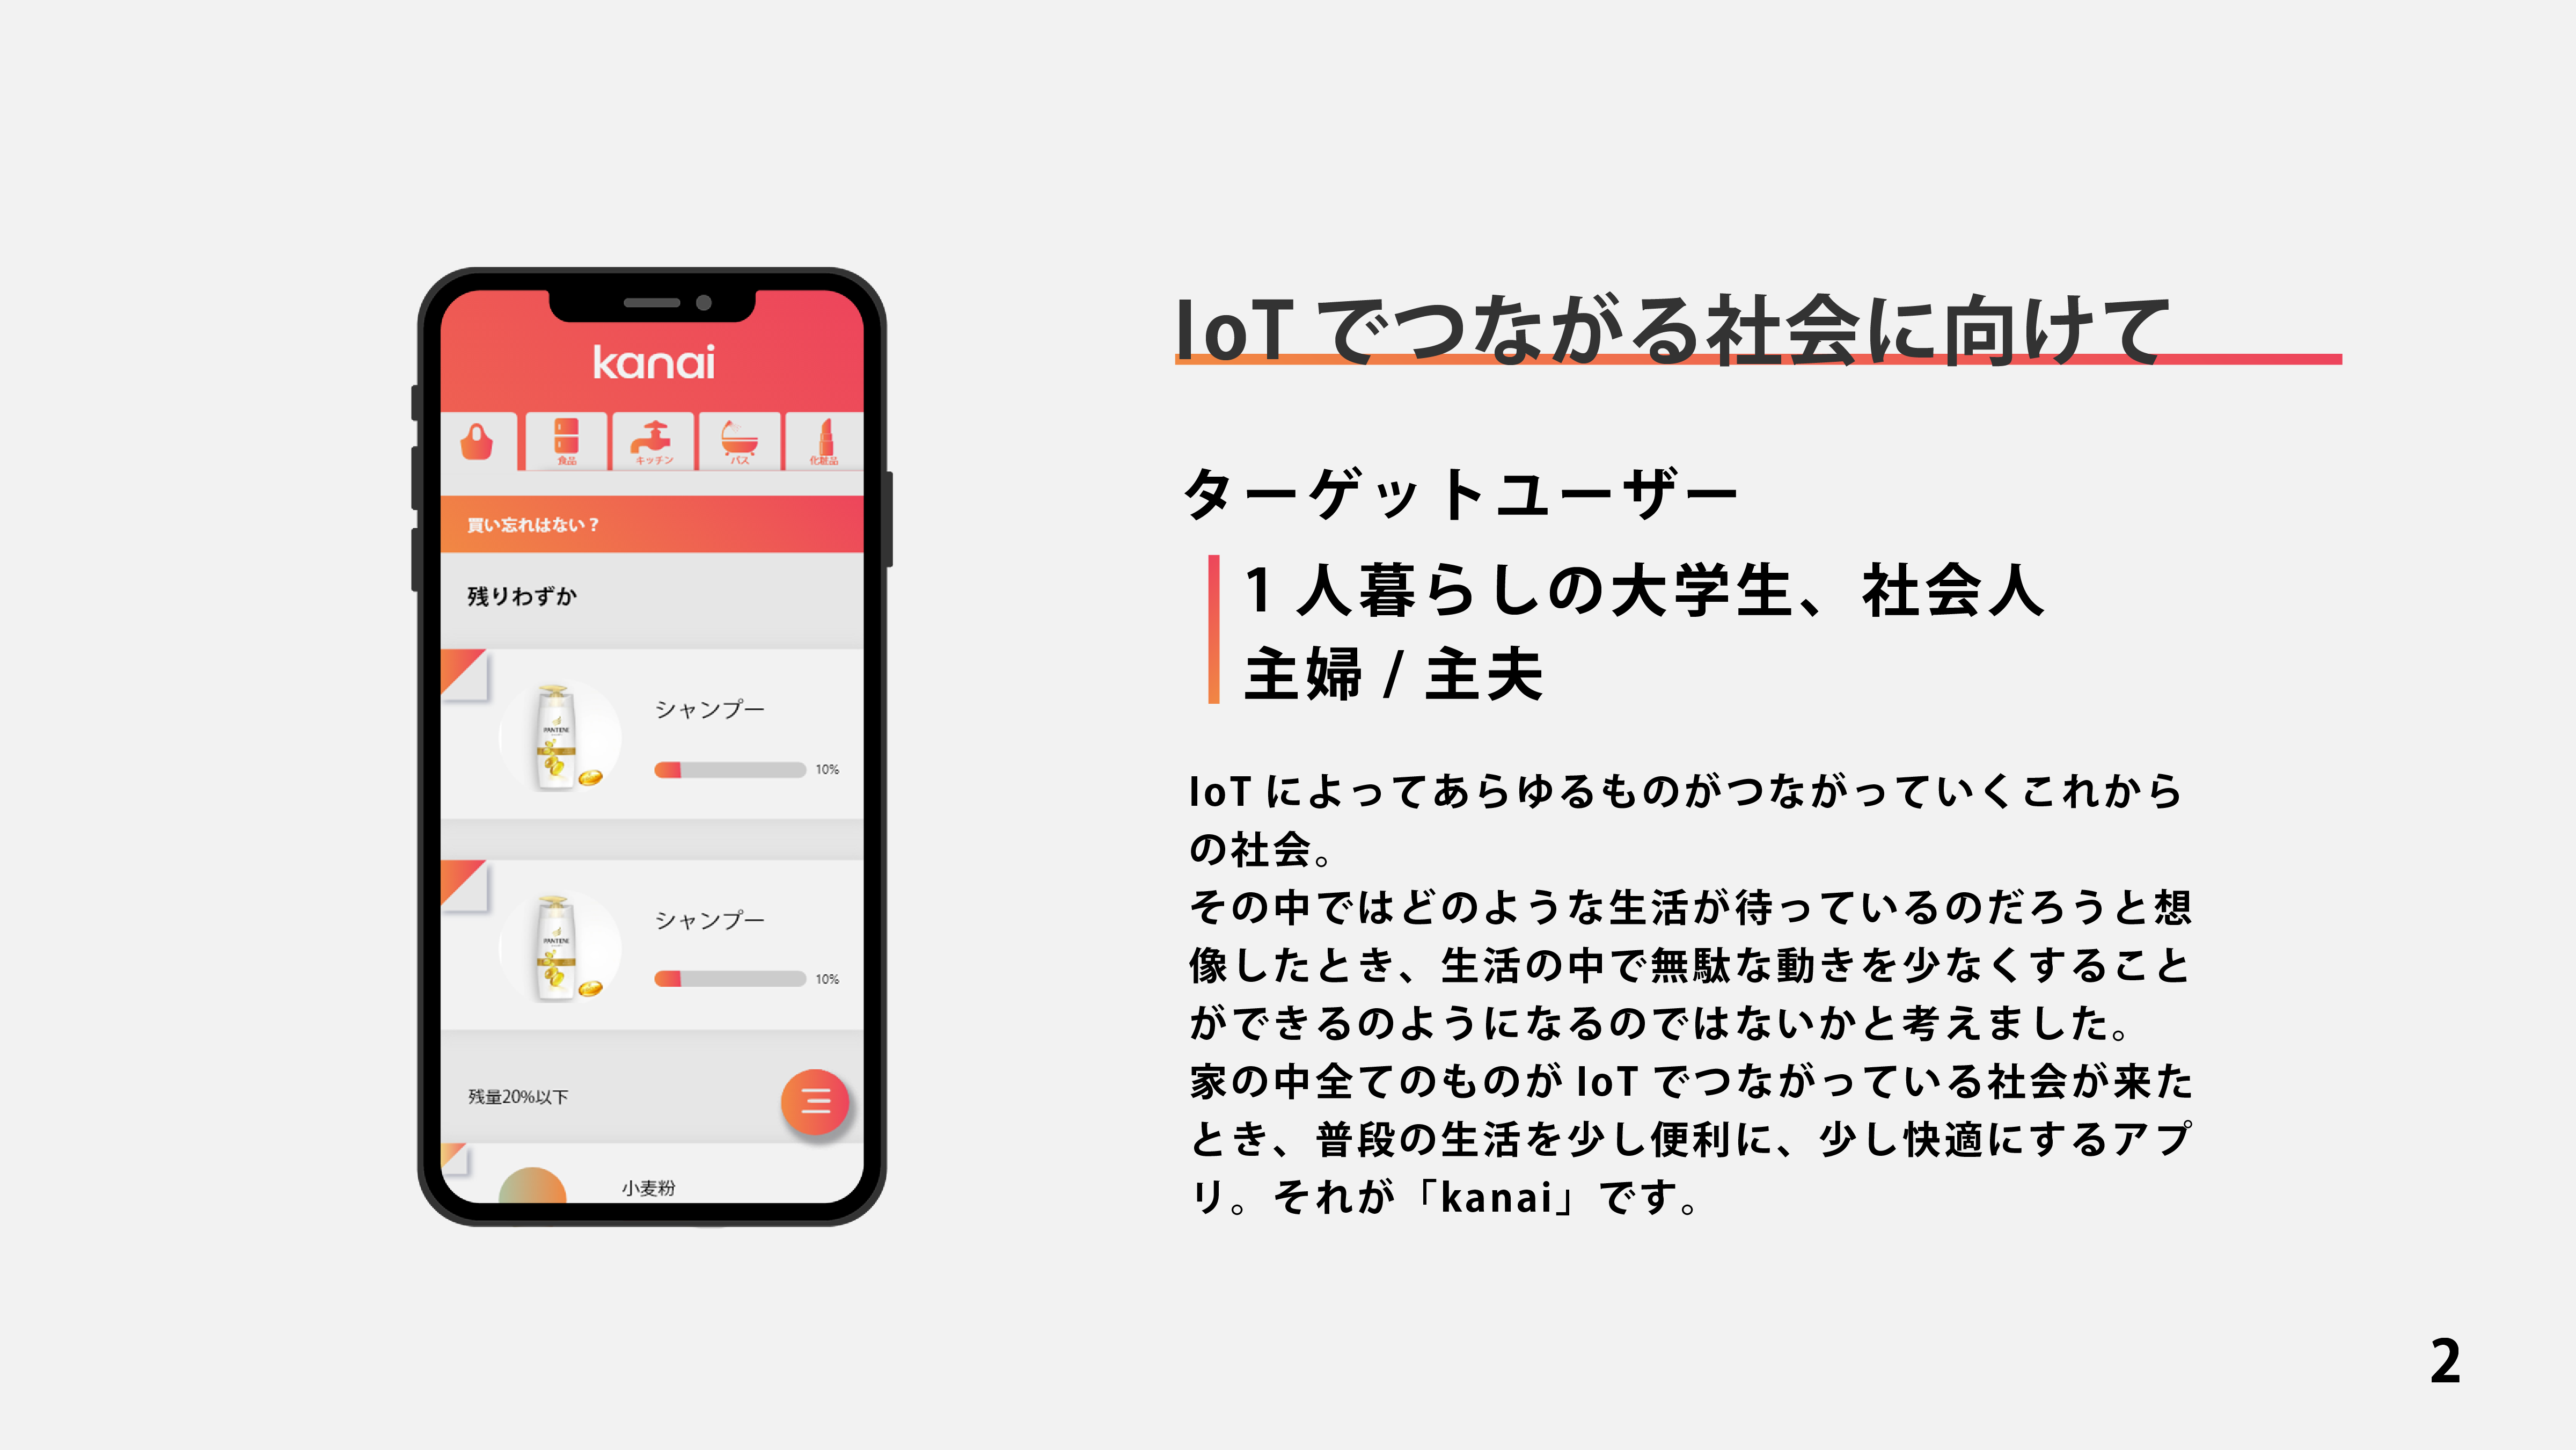 kanai
食品
キッチン
バス
化粧品
買い忘れはない？
残りわずか
シャンプー
PANTENE
10%
シャンプー
PANTENE
10%
残量20%以下
小麦粉
IoT でつながる社会に向けて
ターゲットユーザー
1 人暮らしの大学生、社会人
主婦 / 主夫
IoT によってあらゆるものがつながっていくこれから
の社会。
その中ではどのような生活が待っているのだろうと想
像したとき、生活の中で無駄な動きを少なくすること
ができるのようになるのではないかと考えました。
家の中全てのものが IoT でつながっている社会が来た
とき、普段の生活を少し便利に、少し快適にするアプ
リ。それが「kanai」です。
2